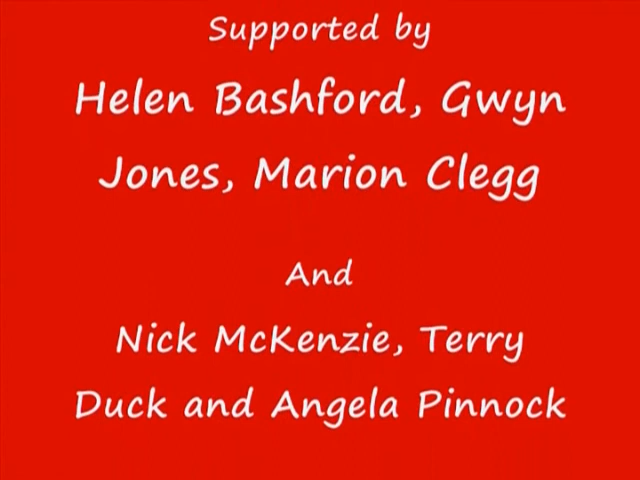 Supported by
Helen Bashford, Gwyn
Jones, Marion Clegg
And
Nick McKenzie, Terry
Duck and Angela Pinnock